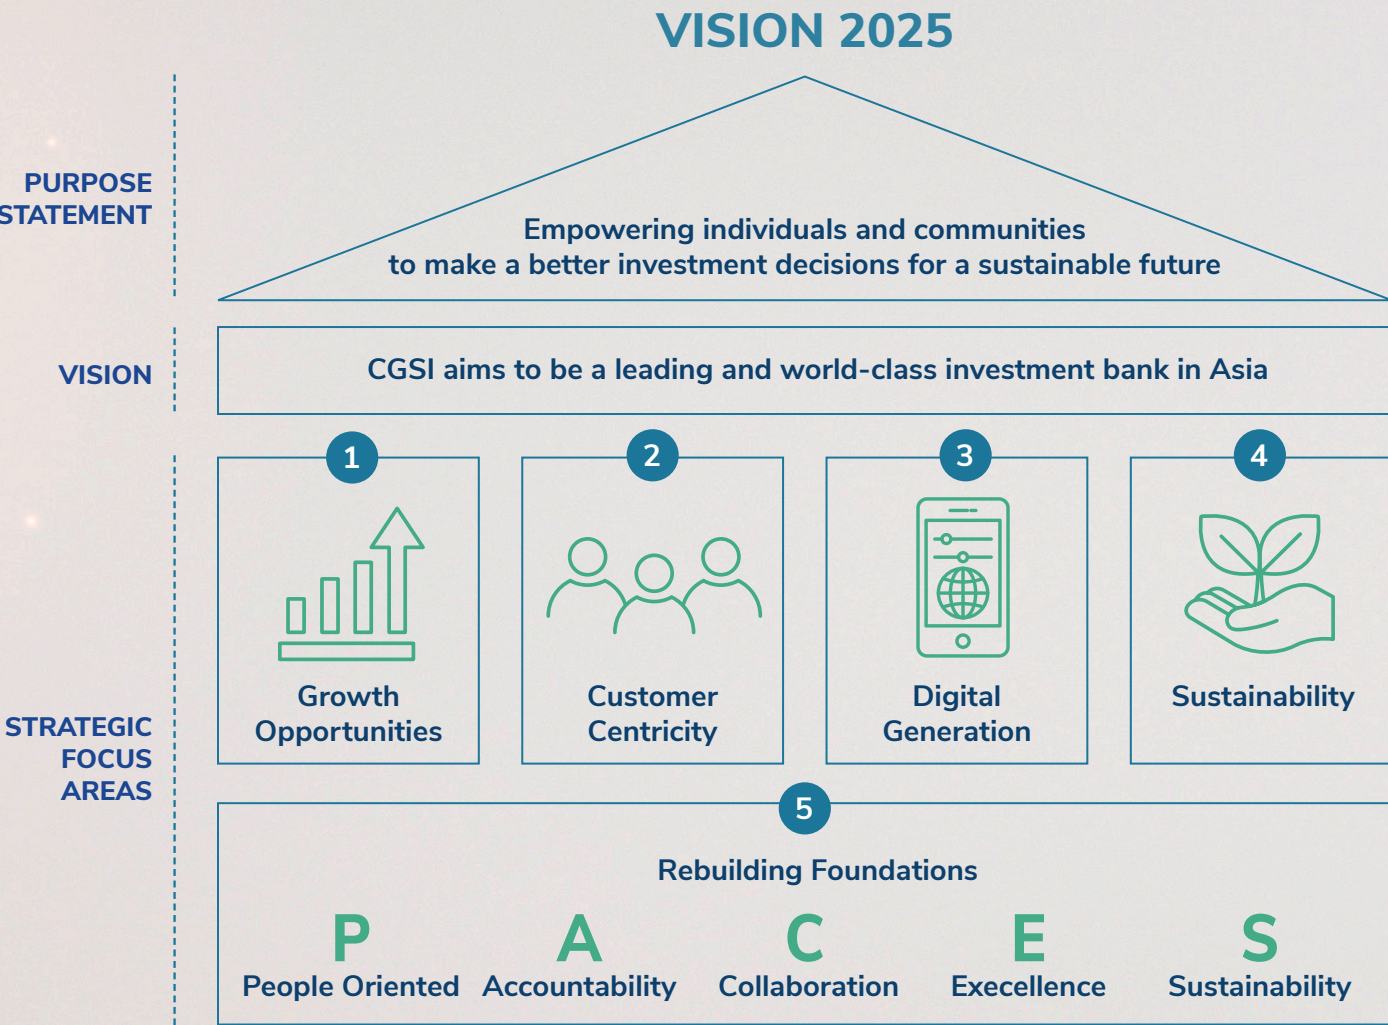 VISION 2025
PURPOSE
STATEMENT
Empowering individuals and communities
to make a better investment decisions for a sustainable future
VISION
CGSI aims to be a leading and world-class investment bank in Asia
STRATEGIC
FOCUS
AREAS
1
Growth
Opportunities
2
Customer
Centricity
3
Digital
Generation
4
Sustainability
5
Rebuilding Foundations
P
People Oriented
A
Accountability
C
Collaboration
E
Execellence
S
Sustainability